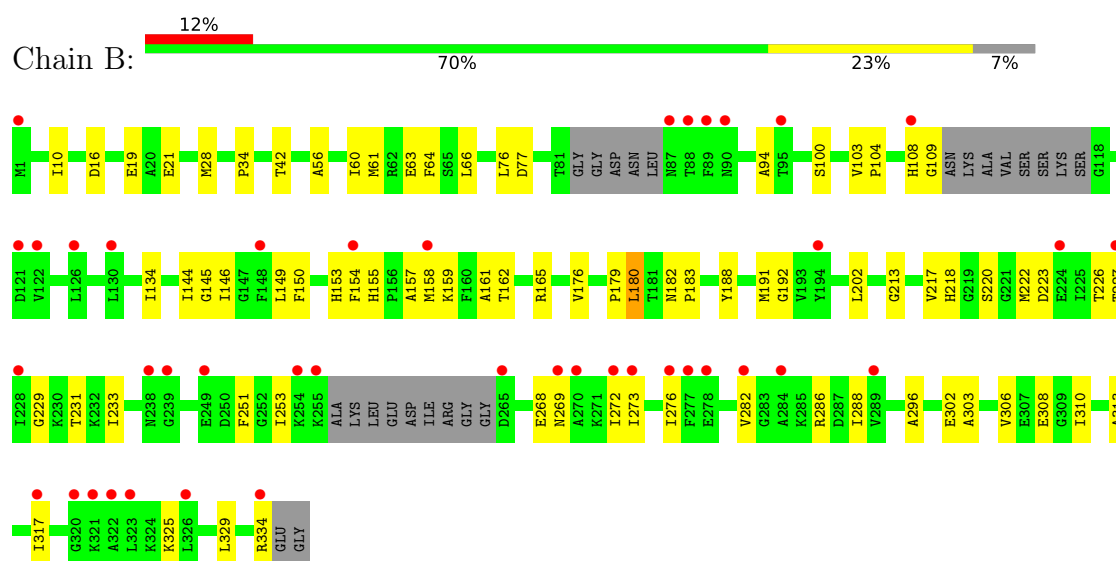 12%
Chain B:
70% 23% 7%
M1 I10 D16 E19 A20 E21 M28 P34 T42 A56 I60 M61 R62 E63 F64 S65 L66 L76 D77 T81 GLY GLY ASP ASN LEU N87 T88 F89 N90 A94 T95 S100 V103 P104 H108 G109 ASN LYS ALA VAL SER SER LYS SER G118
D121 V122 L126 L130 I134 I144 G145 I146 G147 F148 L149 F150 H153 F154 H155 P156 A157 M158 K159 F160 A161 T162 R165 V176 P179 L180 T181 N182 P183 Y188 M191 G192 V193 Y194 L202 G213 V217 H218 G219 S220 G221 M222 D223 E224 I225 T226
I228 G229 K230 T231 K232 I233 N238 G239 E249 D250 F251 G252 I253 K254 K255 ALA LYS LEU GLU ASP ILE ARG GLY GLY D265 E268 N269 A270 K271 I272 I273 I276 F277 E278 V282 G283 A284 K285 R286 D287 I288 V289 A296 E302 A303 V306 E307 E308 G309 I310
I317 G320 K321 A322 L323 K324 K325 L326 L329 R334 GLU GLY